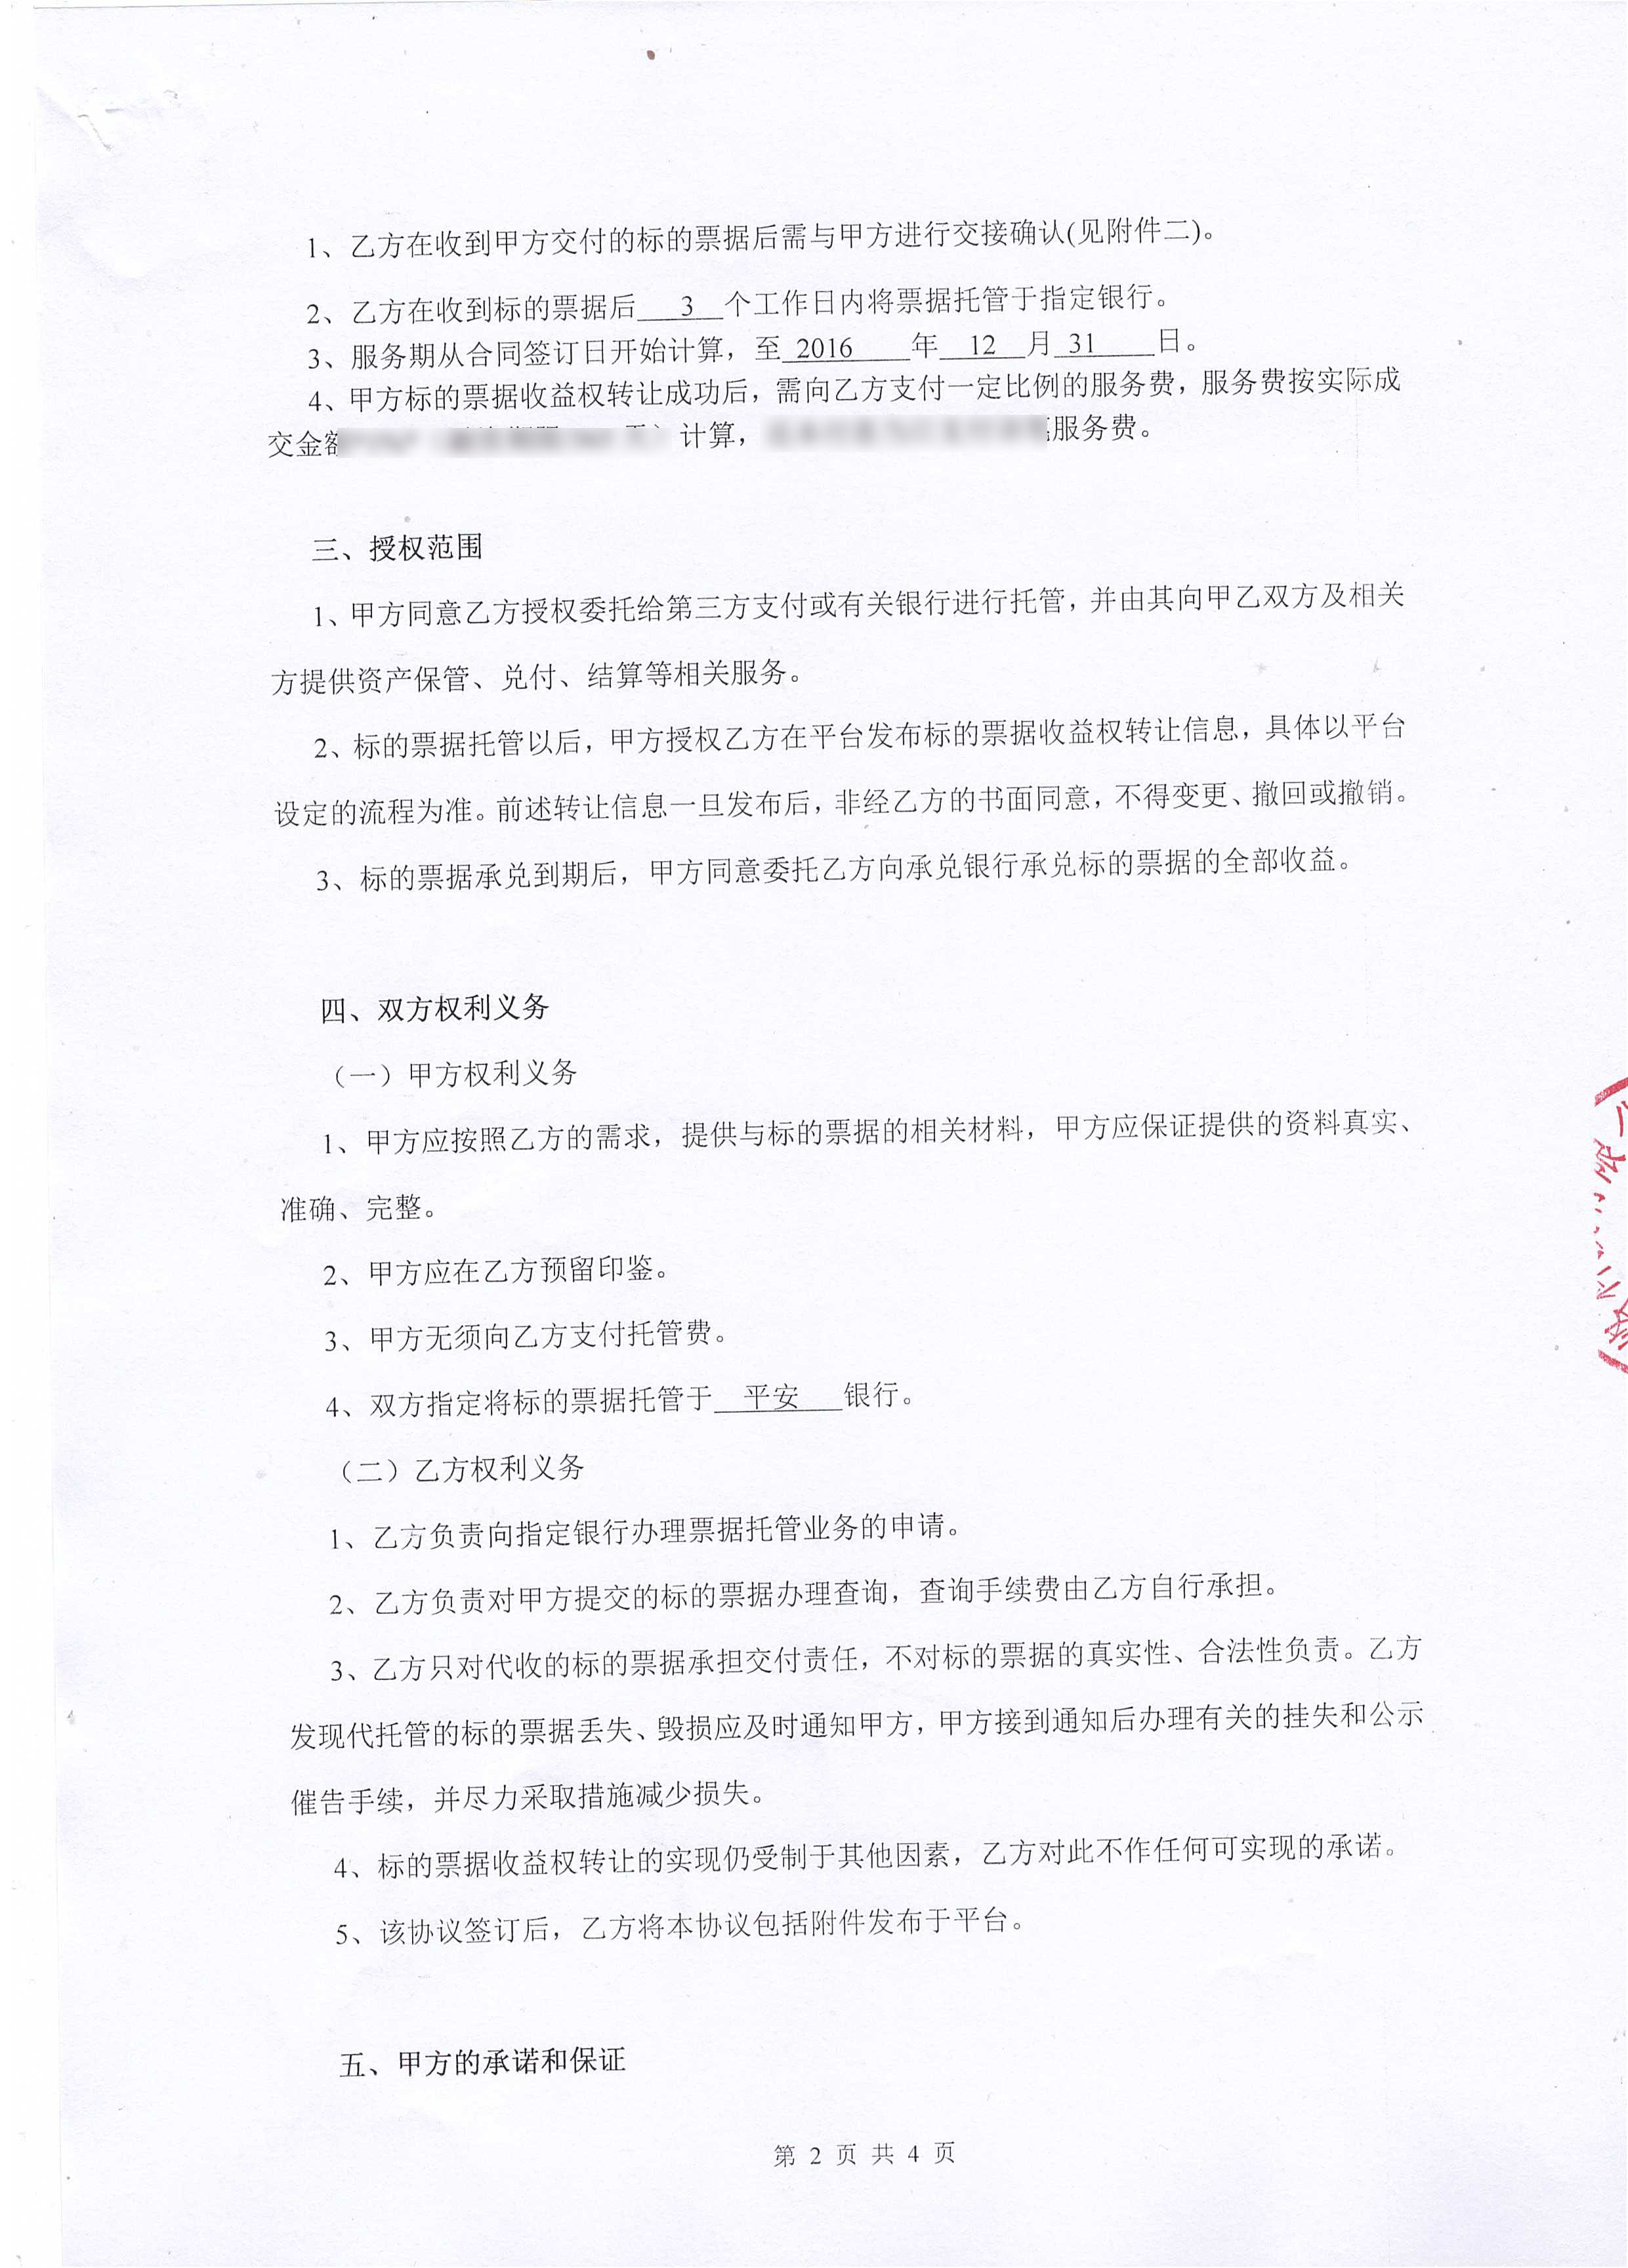 1、乙方在收到甲方交付的标的票据后需与甲方进行交接确认(见附件二)。
2、乙方在收到标的票据后 3 个工作日内将票据托管于指定银行。
3、服务期从合同签订日开始计算，至 2016 年 12 月 31 日。
4、甲方标的票据收益权转让成功后，需向乙方支付一定比例的服务费，服务费按实际成
交金额 计算， 服务费。
三、授权范围
1、甲方同意乙方授权委托给第三方支付或有关银行进行托管，并由其向甲乙双方及相关
方提供资产保管、兑付、结算等相关服务。
2、标的票据托管以后，甲方授权乙方在平台发布标的票据收益权转让信息，具体以平台
设定的流程为准。前述转让信息一旦发布后，非经乙方的书面同意，不得变更、撤回或撤销。
3、标的票据承兑到期后，甲方同意委托乙方向承兑银行承兑标的票据的全部收益。
四、双方权利义务
（一）甲方权利义务
1、甲方应按照乙方的需求，提供与标的票据的相关材料，甲方应保证提供的资料真实、
准确、完整。
2、甲方应在乙方预留印鉴。
3、甲方无须向乙方支付托管费。
4、双方指定将标的票据托管于 平安 银行。
（二）乙方权利义务
1、乙方负责向指定银行办理票据托管业务的申请。
2、乙方负责对甲方提交的标的票据办理查询，查询手续费由乙方自行承担。
3、乙方只对代收的标的票据承担交付责任，不对标的票据的真实性、合法性负责。乙方
发现代托管的标的票据丢失、毁损应及时通知甲方，甲方接到通知后办理有关的挂失和公示
催告手续，并尽力采取措施减少损失。
4、标的票据收益权转让的实现仍受制于其他因素，乙方对此不作任何可实现的承诺。
5、该协议签订后，乙方将本协议包括附件发布于平台。
五、甲方的承诺和保证
第 2 页 共 4 页